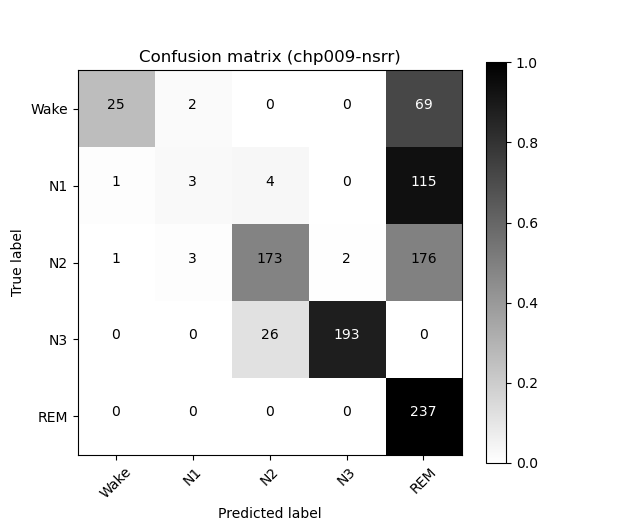 Confusion matrix (chp009-nsrr)
Wake 25 2 0 0 69
N1 1 3 4 0 115
N2 1 3 173 2 176
N3 0 0 26 193 0
REM 0 0 0 0 237
Wake N1 N2 N3 REM
True label
Predicted label
1.0
0.8
0.6
0.4
0.2
0.0